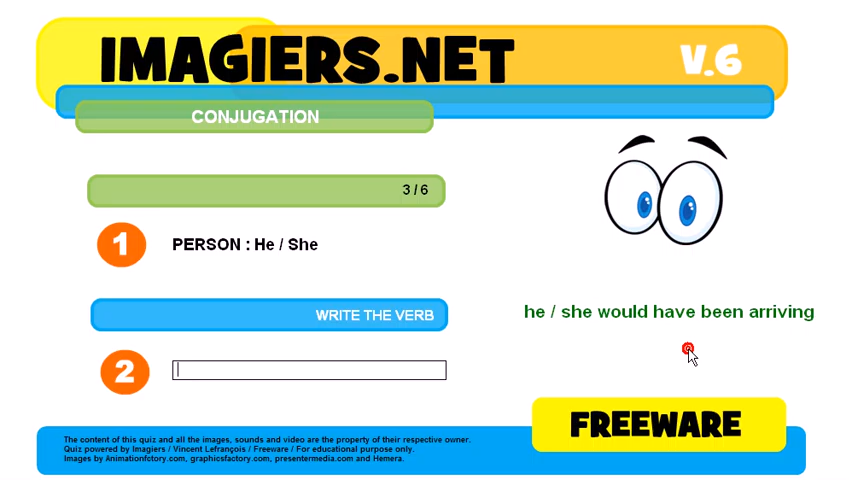 IMAGIERS.NET
V.6
CONJUGATION
3 / 6
1
PERSON : He / She
WRITE THE VERB
he / she would have been arriving
2
FREEWARE
The content of this quiz and all the images, sounds and video are the property of their respective owner.
Quiz powered by Imagiers / Vincent Lefrançois / Freeware / For educational purpose only.
Images by Animationfctory.com, graphicsfactory.com, presentermedia.com and Hemera.